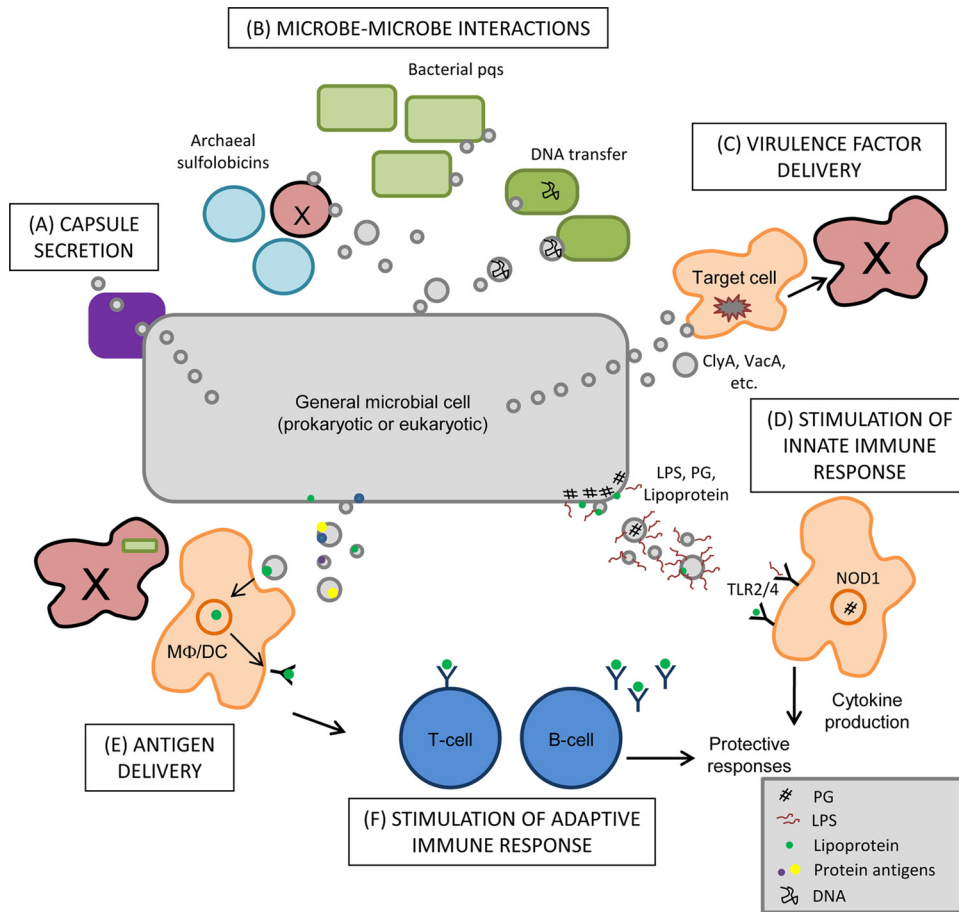 (B) MICROBE-MICROBE INTERACTIONS
Bacterial pqs
Archaeal
sulfolobicins
DNA transfer
(C) VIRULENCE FACTOR
DELIVERY
(A) CAPSULE
SECRETION
X
X
Target cell
ClyA, VacA,
etc.
General microbial cell
(prokaryotic or eukaryotic)
(D) STIMULATION OF
INNATE IMMUNE
RESPONSE
LPS, PG,
Lipoprotein
X
TLR2/4
NOD1
MΦ/DC
Cytokine
production
(E) ANTIGEN
DELIVERY
T-cell
B-cell
Protective
responses
(F) STIMULATION OF ADAPTIVE
IMMUNE RESPONSE
PG
LPS
Lipoprotein
Protein antigens
DNA